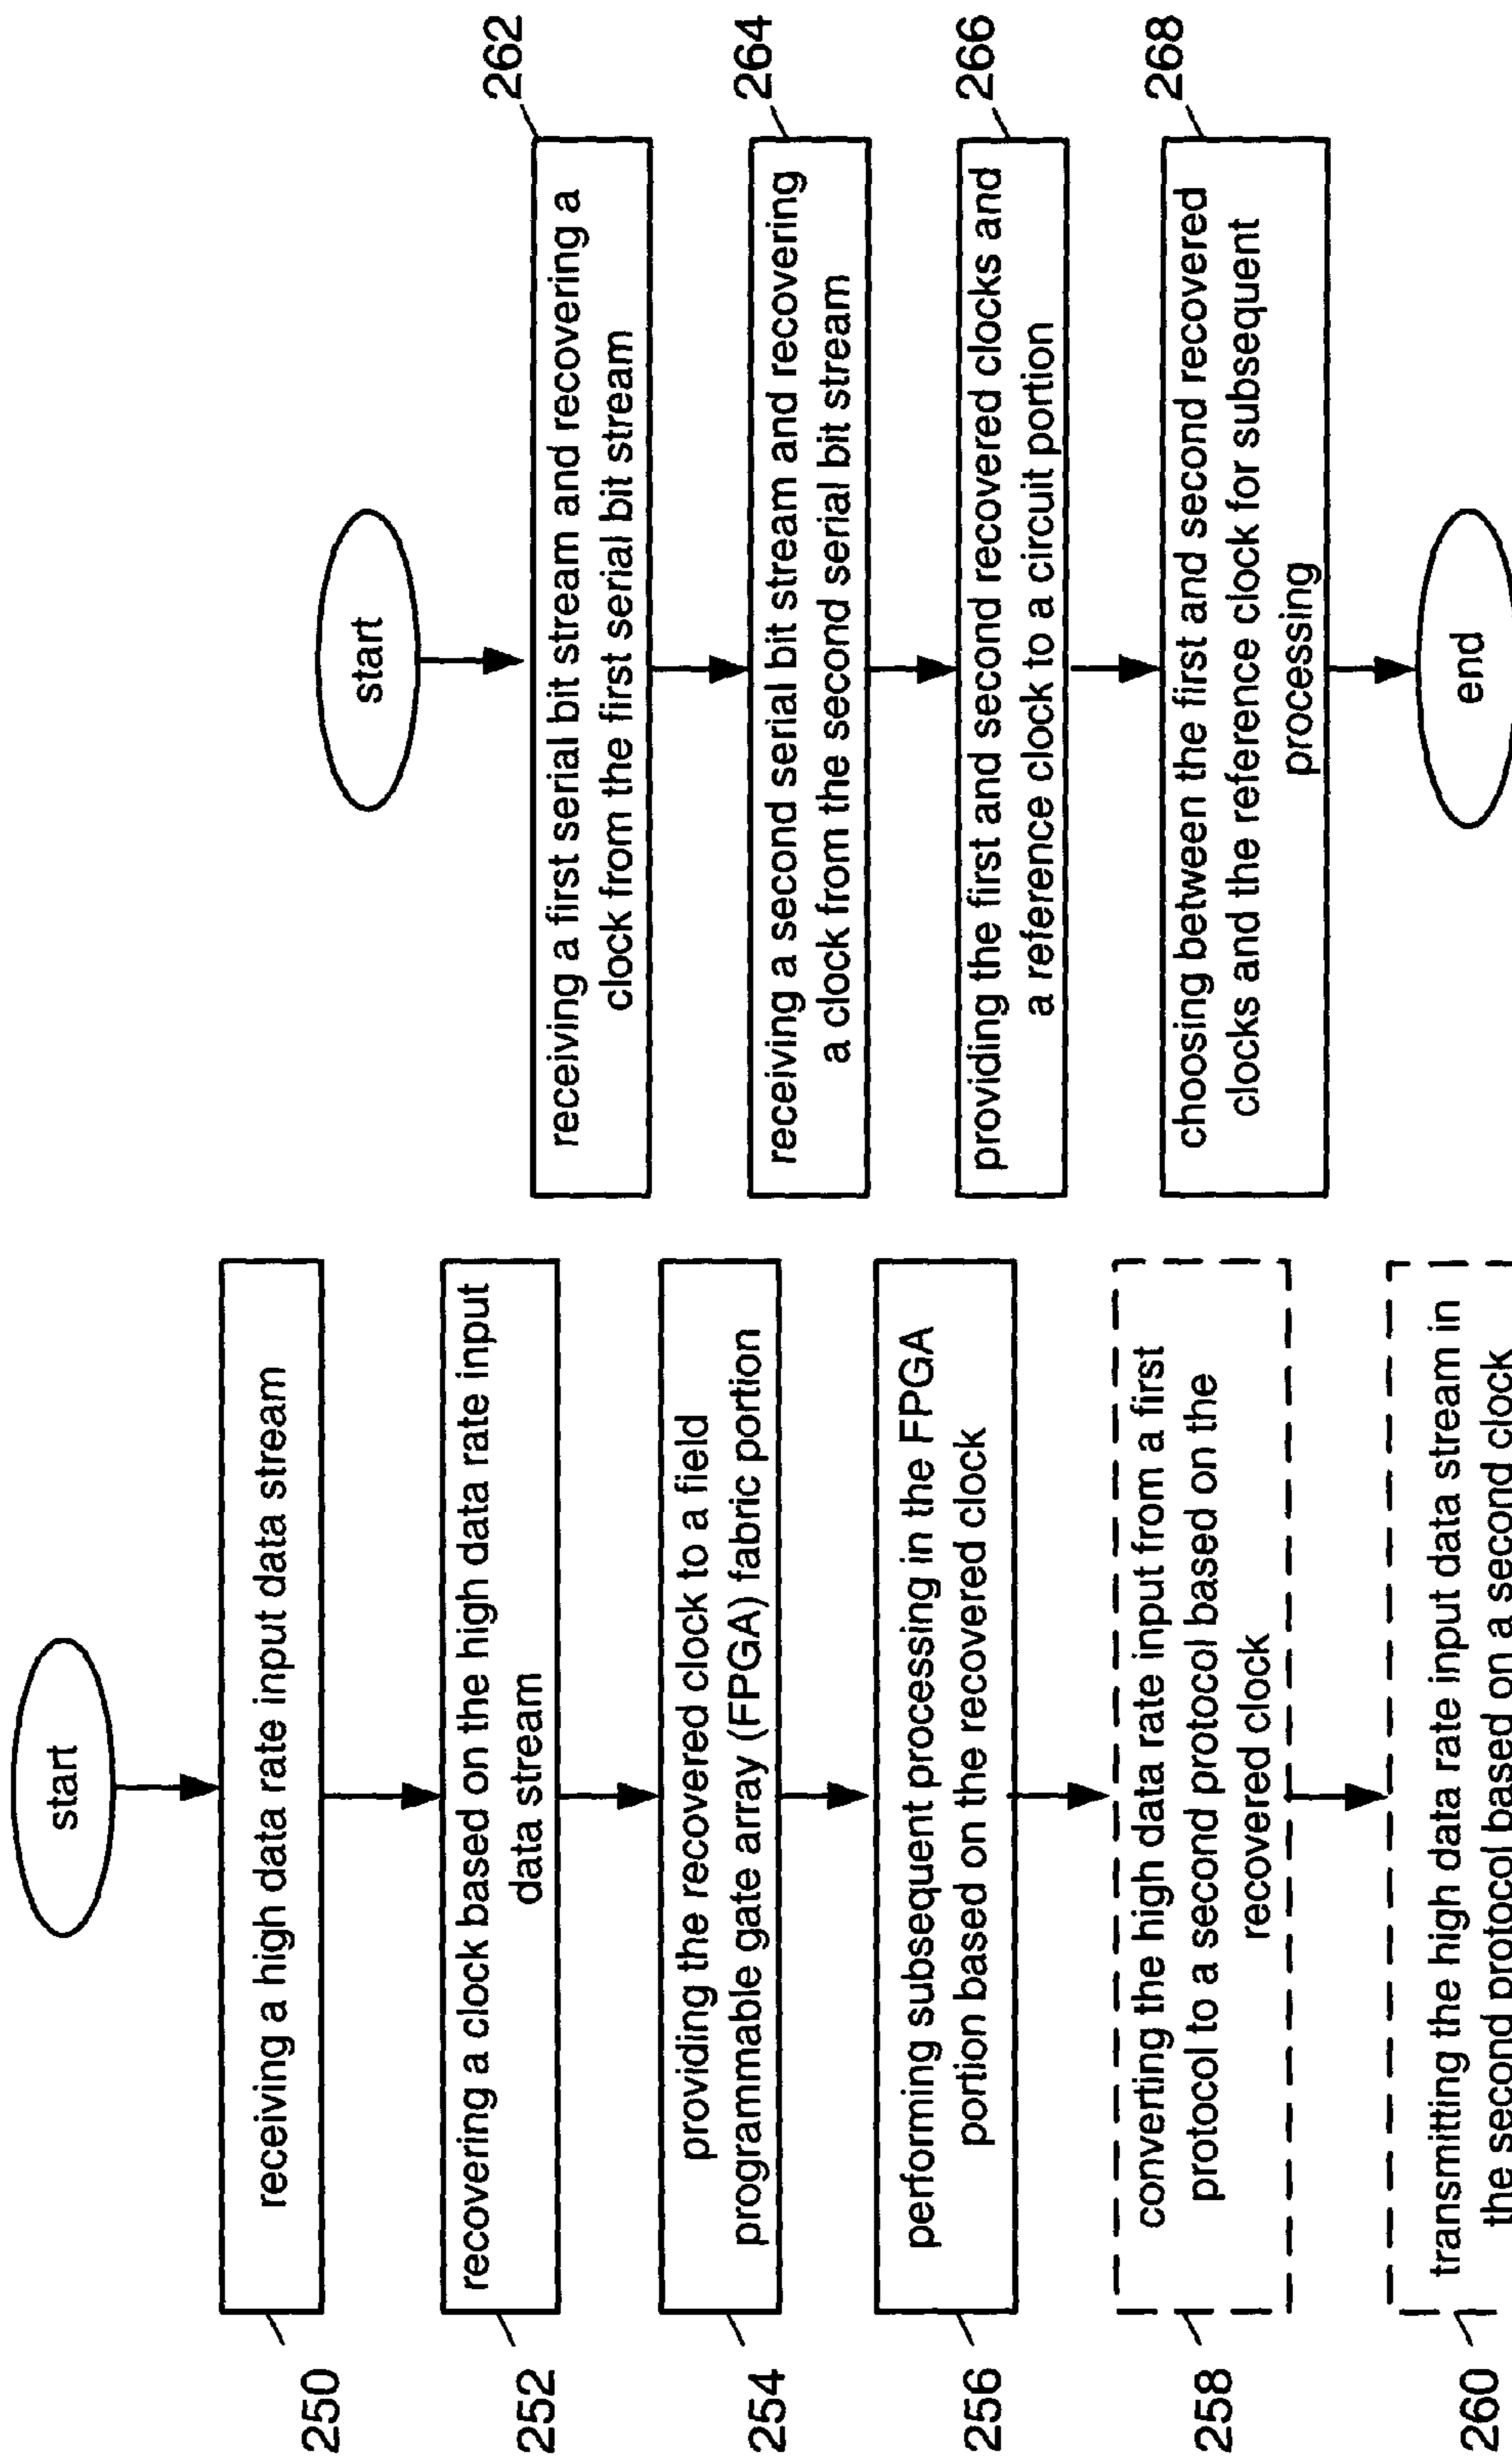 start
250
receiving a high data rate input data stream
252
recovering a clock based on the high data rate input
data stream
254
providing the recovered clock to a field
programmable gate array (FPGA) fabric portion
256
performing subsequent processing in the FPGA
portion based on the recovered clock
258
converting the high data rate input from a first
protocol to a second protocol based on the
recovered clock
260
transmitting the high data rate input data stream in
the second protocol based on a second clock
start
262
receiving a first serial bit stream and recovering a
clock from the first serial bit stream
264
receiving a second serial bit stream and recovering
a clock from the second serial bit stream
266
providing the first and second recovered clocks and
a reference clock to a circuit portion
268
choosing between the first and second recovered
clocks and the reference clock for subsequent
processing
end